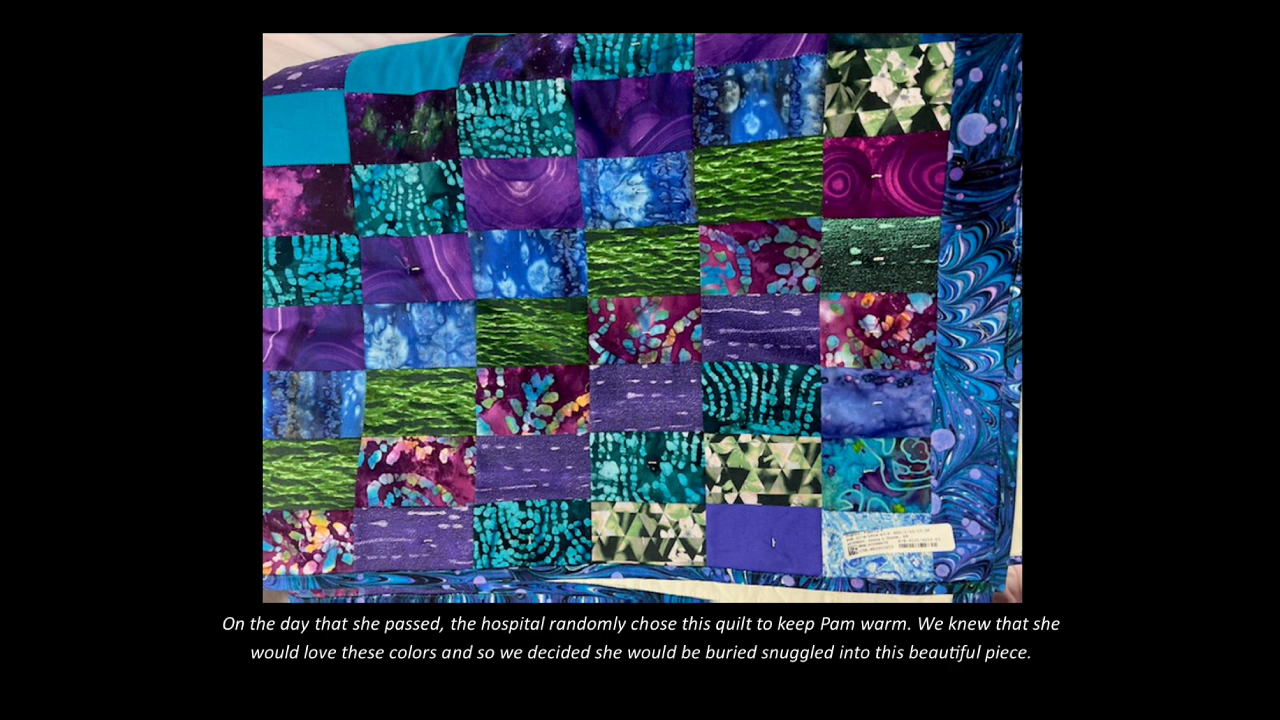 On the day that she passed, the hospital randomly chose this quilt to keep Pam warm. We knew that she
would love these colors and so we decided she would be buried snuggled into this beautiful piece.